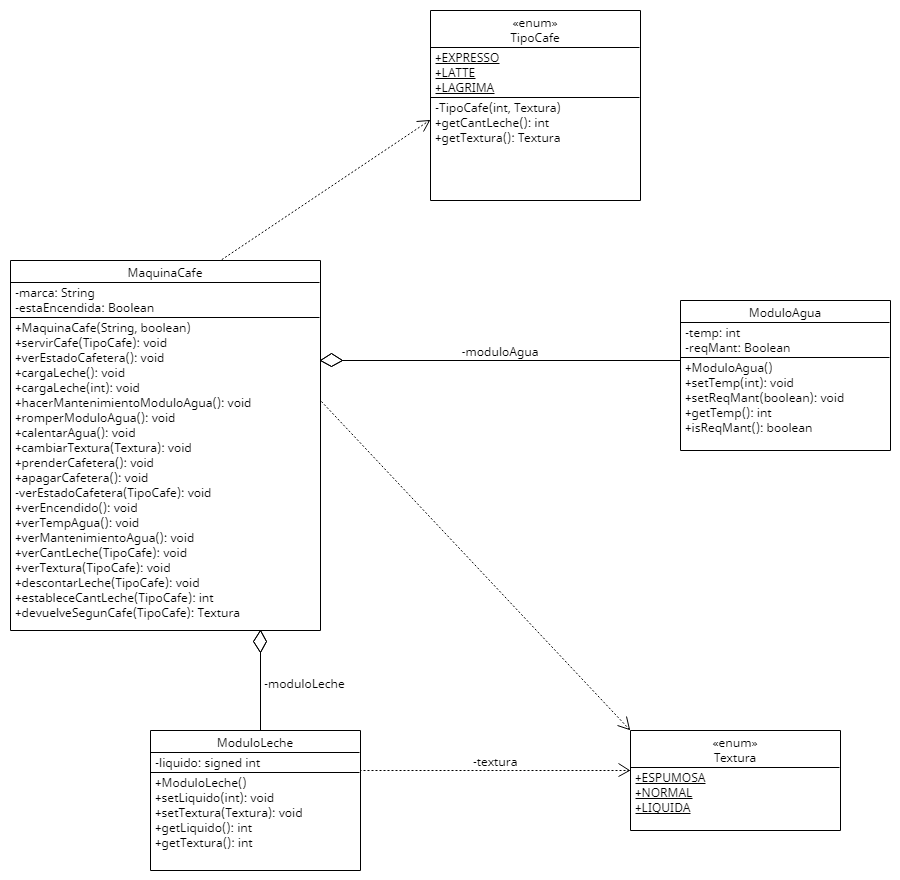 «enum»
TipoCafe
+EXPRESSO
+LATTE
+LAGRIMA
-TipoCafe(int, Textura)
+getCantLeche(): int
+getTextura(): Textura
MaquinaCafe
-marca: String
-estaEncendida: Boolean
+MaquinaCafe(String, boolean)
+servirCafe(TipoCafe): void
+verEstadoCafetera(): void
+cargaLeche(): void
+cargaLeche(int): void
+hacerMantenimientoModuloAgua(): void
+romperModuloAgua(): void
+calentarAgua(): void
+cambiarTextura(Textura): void
+prenderCafetera(): void
+apagarCafetera(): void
-verEstadoCafetera(TipoCafe): void
+verEncendido(): void
+verTempAgua(): void
+verMantenimientoAgua(): void
+verCantLeche(TipoCafe): void
+verTextura(TipoCafe): void
+descontarLeche(TipoCafe): void
+estableceCantLeche(TipoCafe): int
+devuelveSegunCafe(TipoCafe): Textura
-moduloAgua
ModuloAgua
-temp: int
-reqMant: Boolean
+ModuloAgua()
+setTemp(int): void
+setReqMant(boolean): void
+getTemp(): int
+isReqMant(): boolean
-moduloLeche
ModuloLeche
-liquido: signed int
+ModuloLeche()
+setLiquido(int): void
+setTextura(Textura): void
+getLiquido(): int
+getTextura(): int
-textura
«enum»
Textura
+ESPUMOSA
+NORMAL
+LIQUIDA